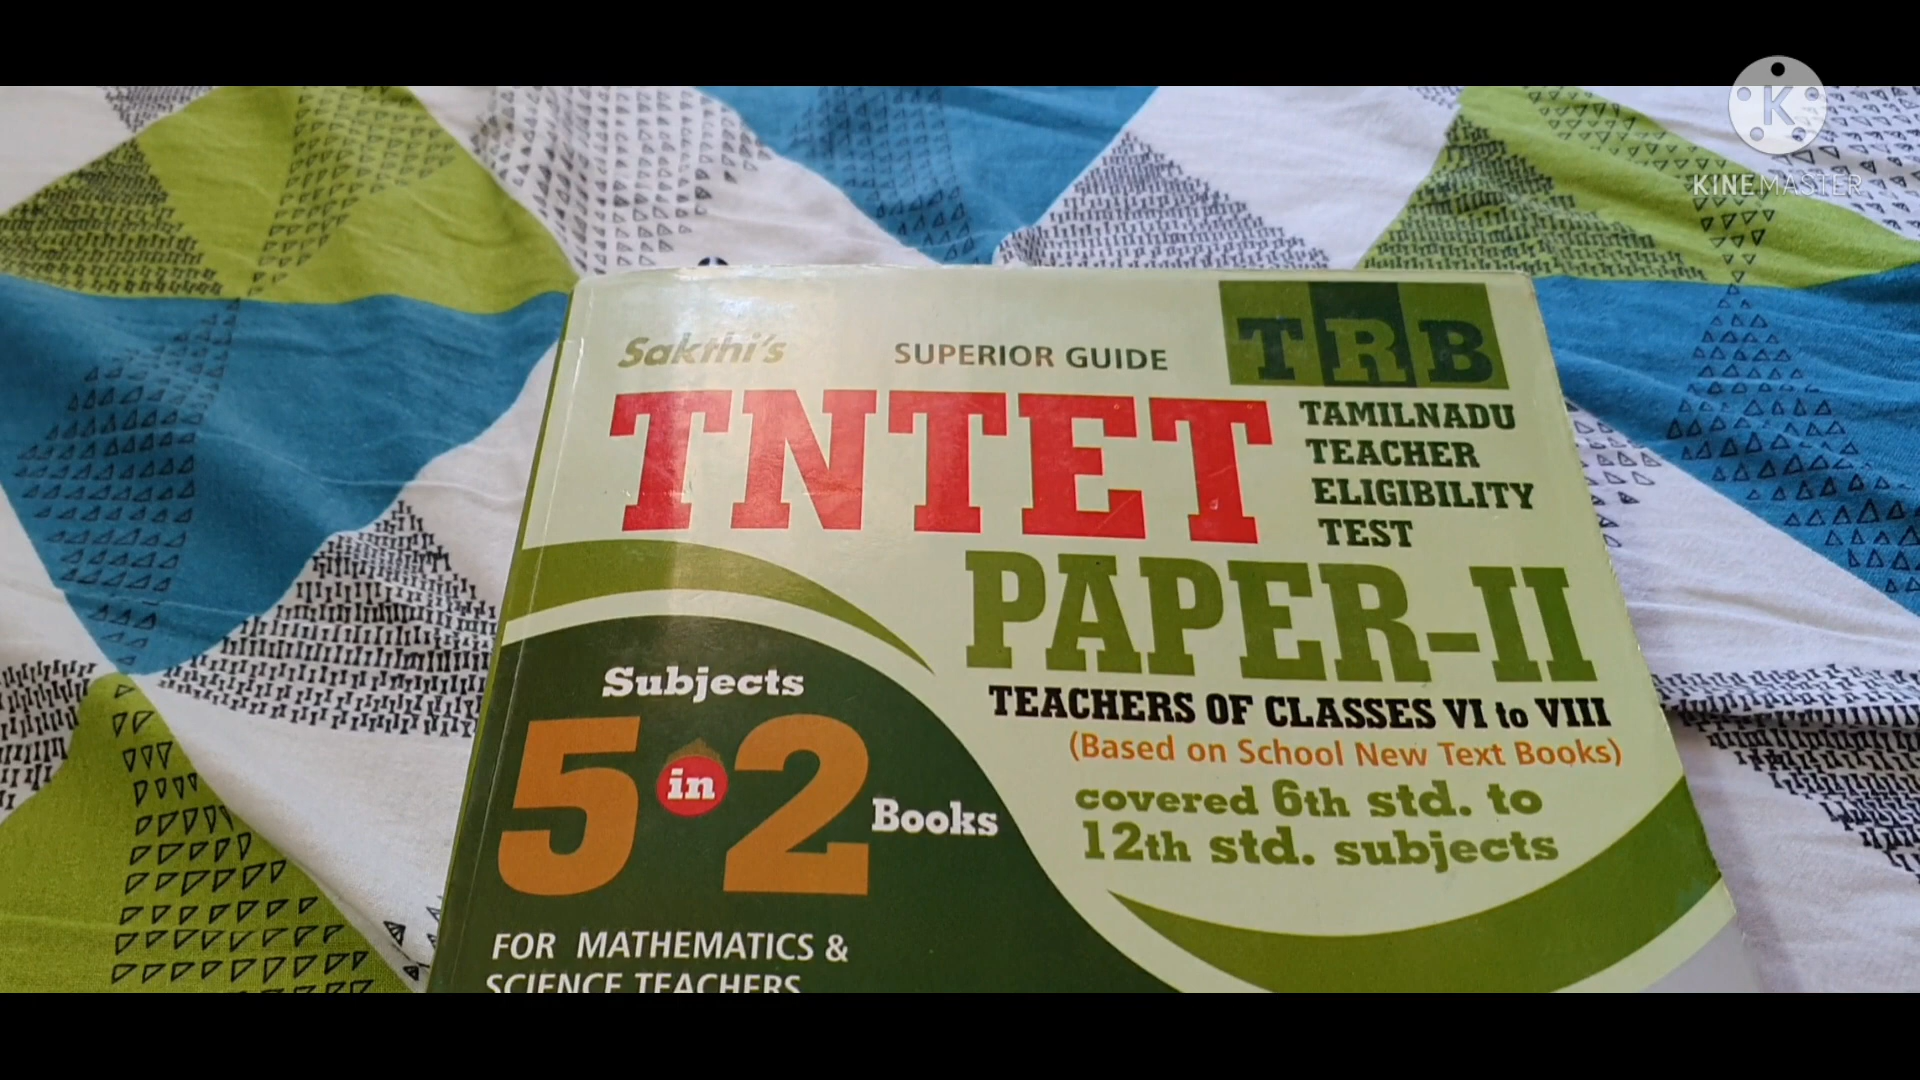 KINEMASTER
Sakthi's
SUPERIOR GUIDE
TRB
TNTET
TAMILNADU
TEACHER
ELIGIBILITY
TEST
PAPER-II
TEACHERS OF CLASSES VI to VIII
(Based on School New Text Books)
covered 6th std. to
12th std. subjects
Subjects
5 in 2
Books
FOR MATHEMATICS &
SCIENCE TEACHERS